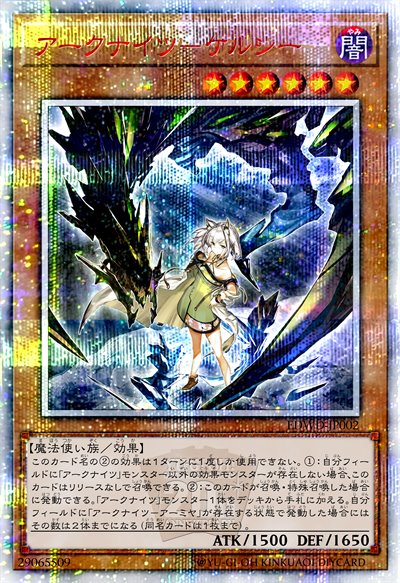 アークナイツーケルシー
闇
やみ
EDWD-JP002
【魔法使い族／効果】
このカード名の②の効果は1ターンに1度しか使用できない。①：自分フィー
ルドに「アークナイツ」モンスター以外の効果モンスターが存在しない場合、この
カードはリリースなしで召喚できる。②：このカードが召喚・特殊召喚した場合
に発動できる。「アークナイツ」モンスター1体をデッキから手札に加える。自分
フィールドに「アークナイツーアーミヤ」が存在する状態で発動した場合には
その数は2体までになる（同名カードは1枚まで）。
ATK/1500 DEF/1650
29065509
@YU-GI-OH KINKUAOI DIYCARD